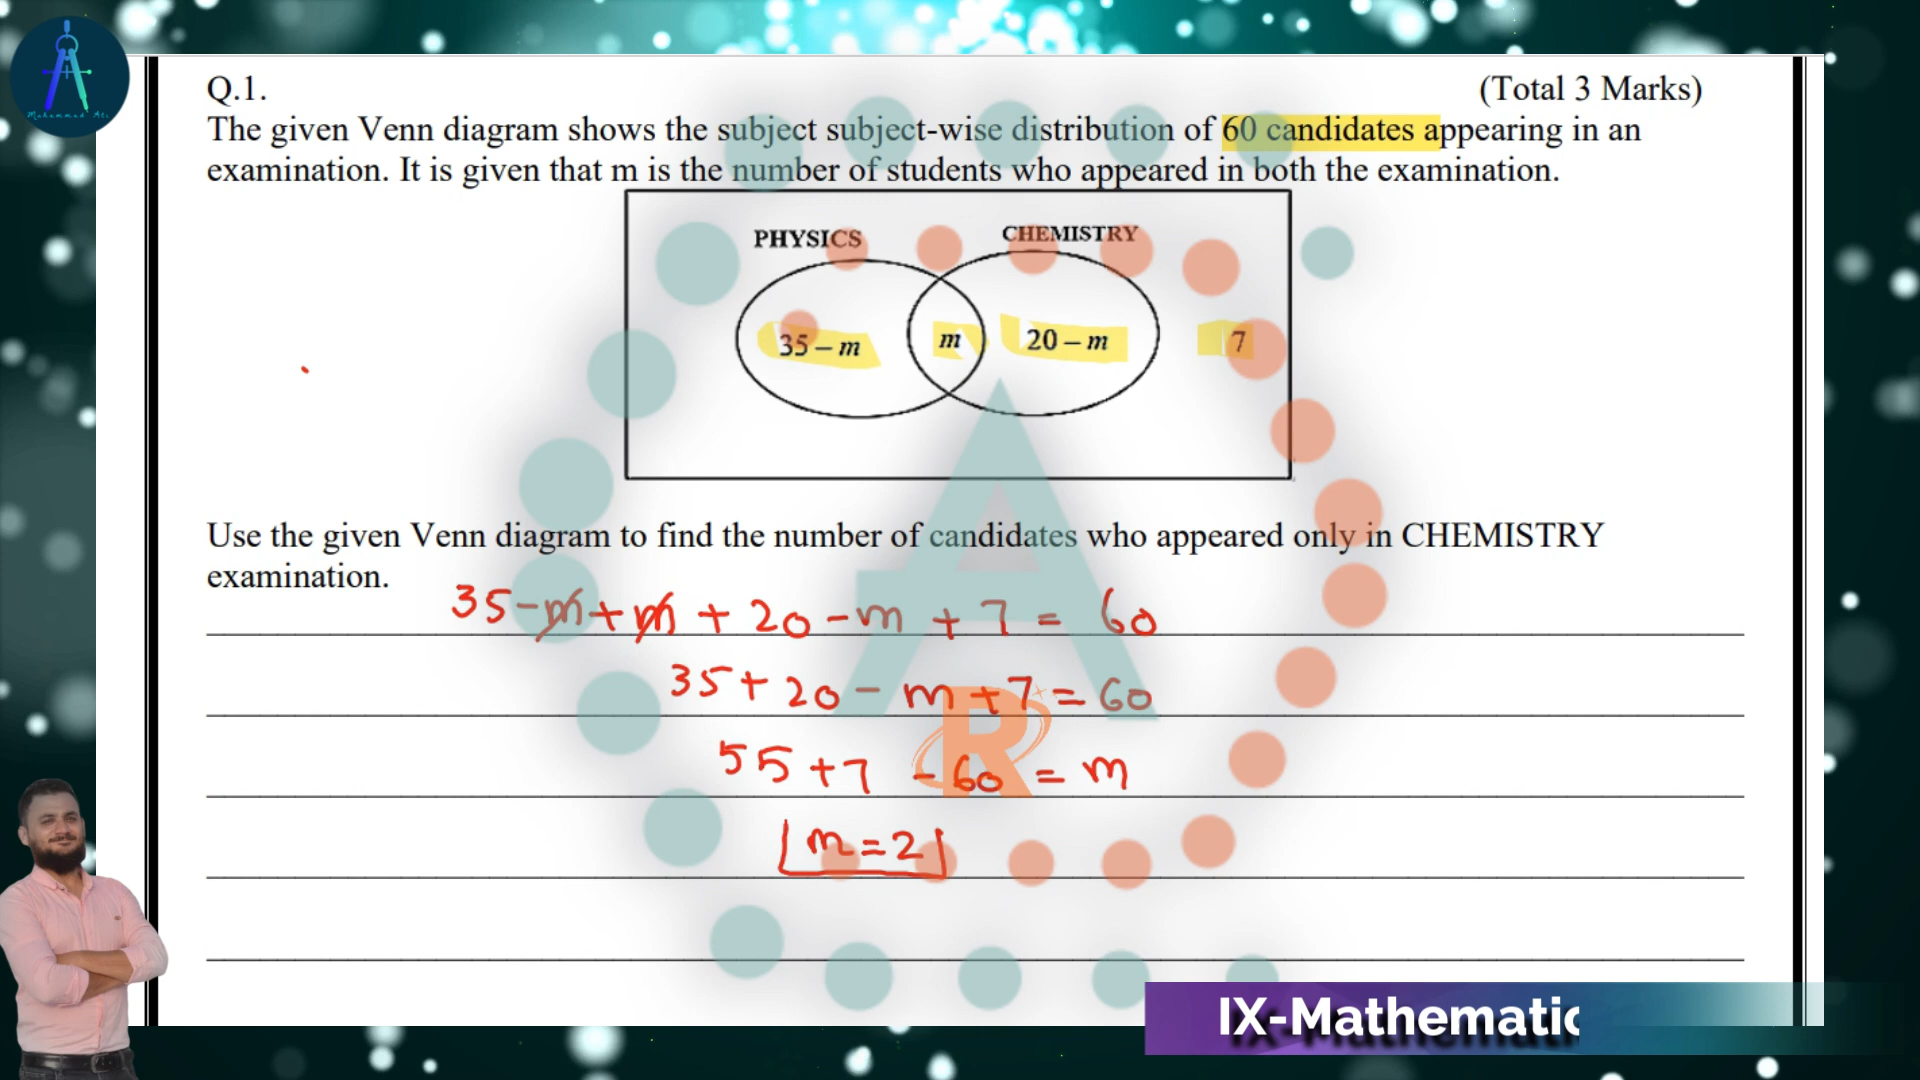 Muhammad Ali
Q.1.
(Total 3 Marks)
The given Venn diagram shows the subject subject-wise distribution of 60 candidates appearing in an
examination. It is given that m is the number of students who appeared in both the examination.
PHYSICS
CHEMISTRY
35 – m
m
20 – m
7
Use the given Venn diagram to find the number of candidates who appeared only in CHEMISTRY
examination.
35-m+m + 20 -m + 7 = 60
35+ 20 - m +7 = 60
55 +7 -60 = m
m = 2
A
R
IX-Mathematic